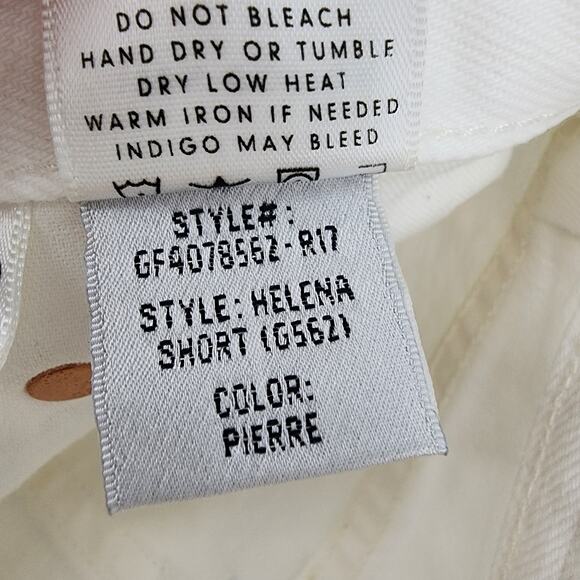 DO NOT BLEACH
HAND DRY OR TUMBLE
DRY LOW HEAT
WARM IRON IF NEEDED
INDIGO MAY BLEED
STYLE#:
GF4078562-R17
STYLE: HELENA
SHORT (G562)
COLOR:
PIERRE